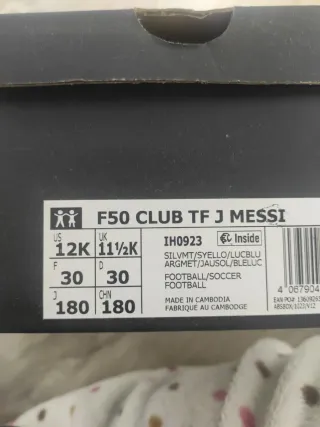 F50 CLUB TF J MESSI
US 12K UK 11½K
F 30 D 30
J 180 CHN 180
IH0923 Inside
SILVMT/SYELLO/LUCBLU
ARGMET/JAUSOL/BLELUC
FOOTBALL/SOCCER
FOOTBALL
MADE IN CAMBODIA
FABRIQUE AU CAMBODGE
4 067904